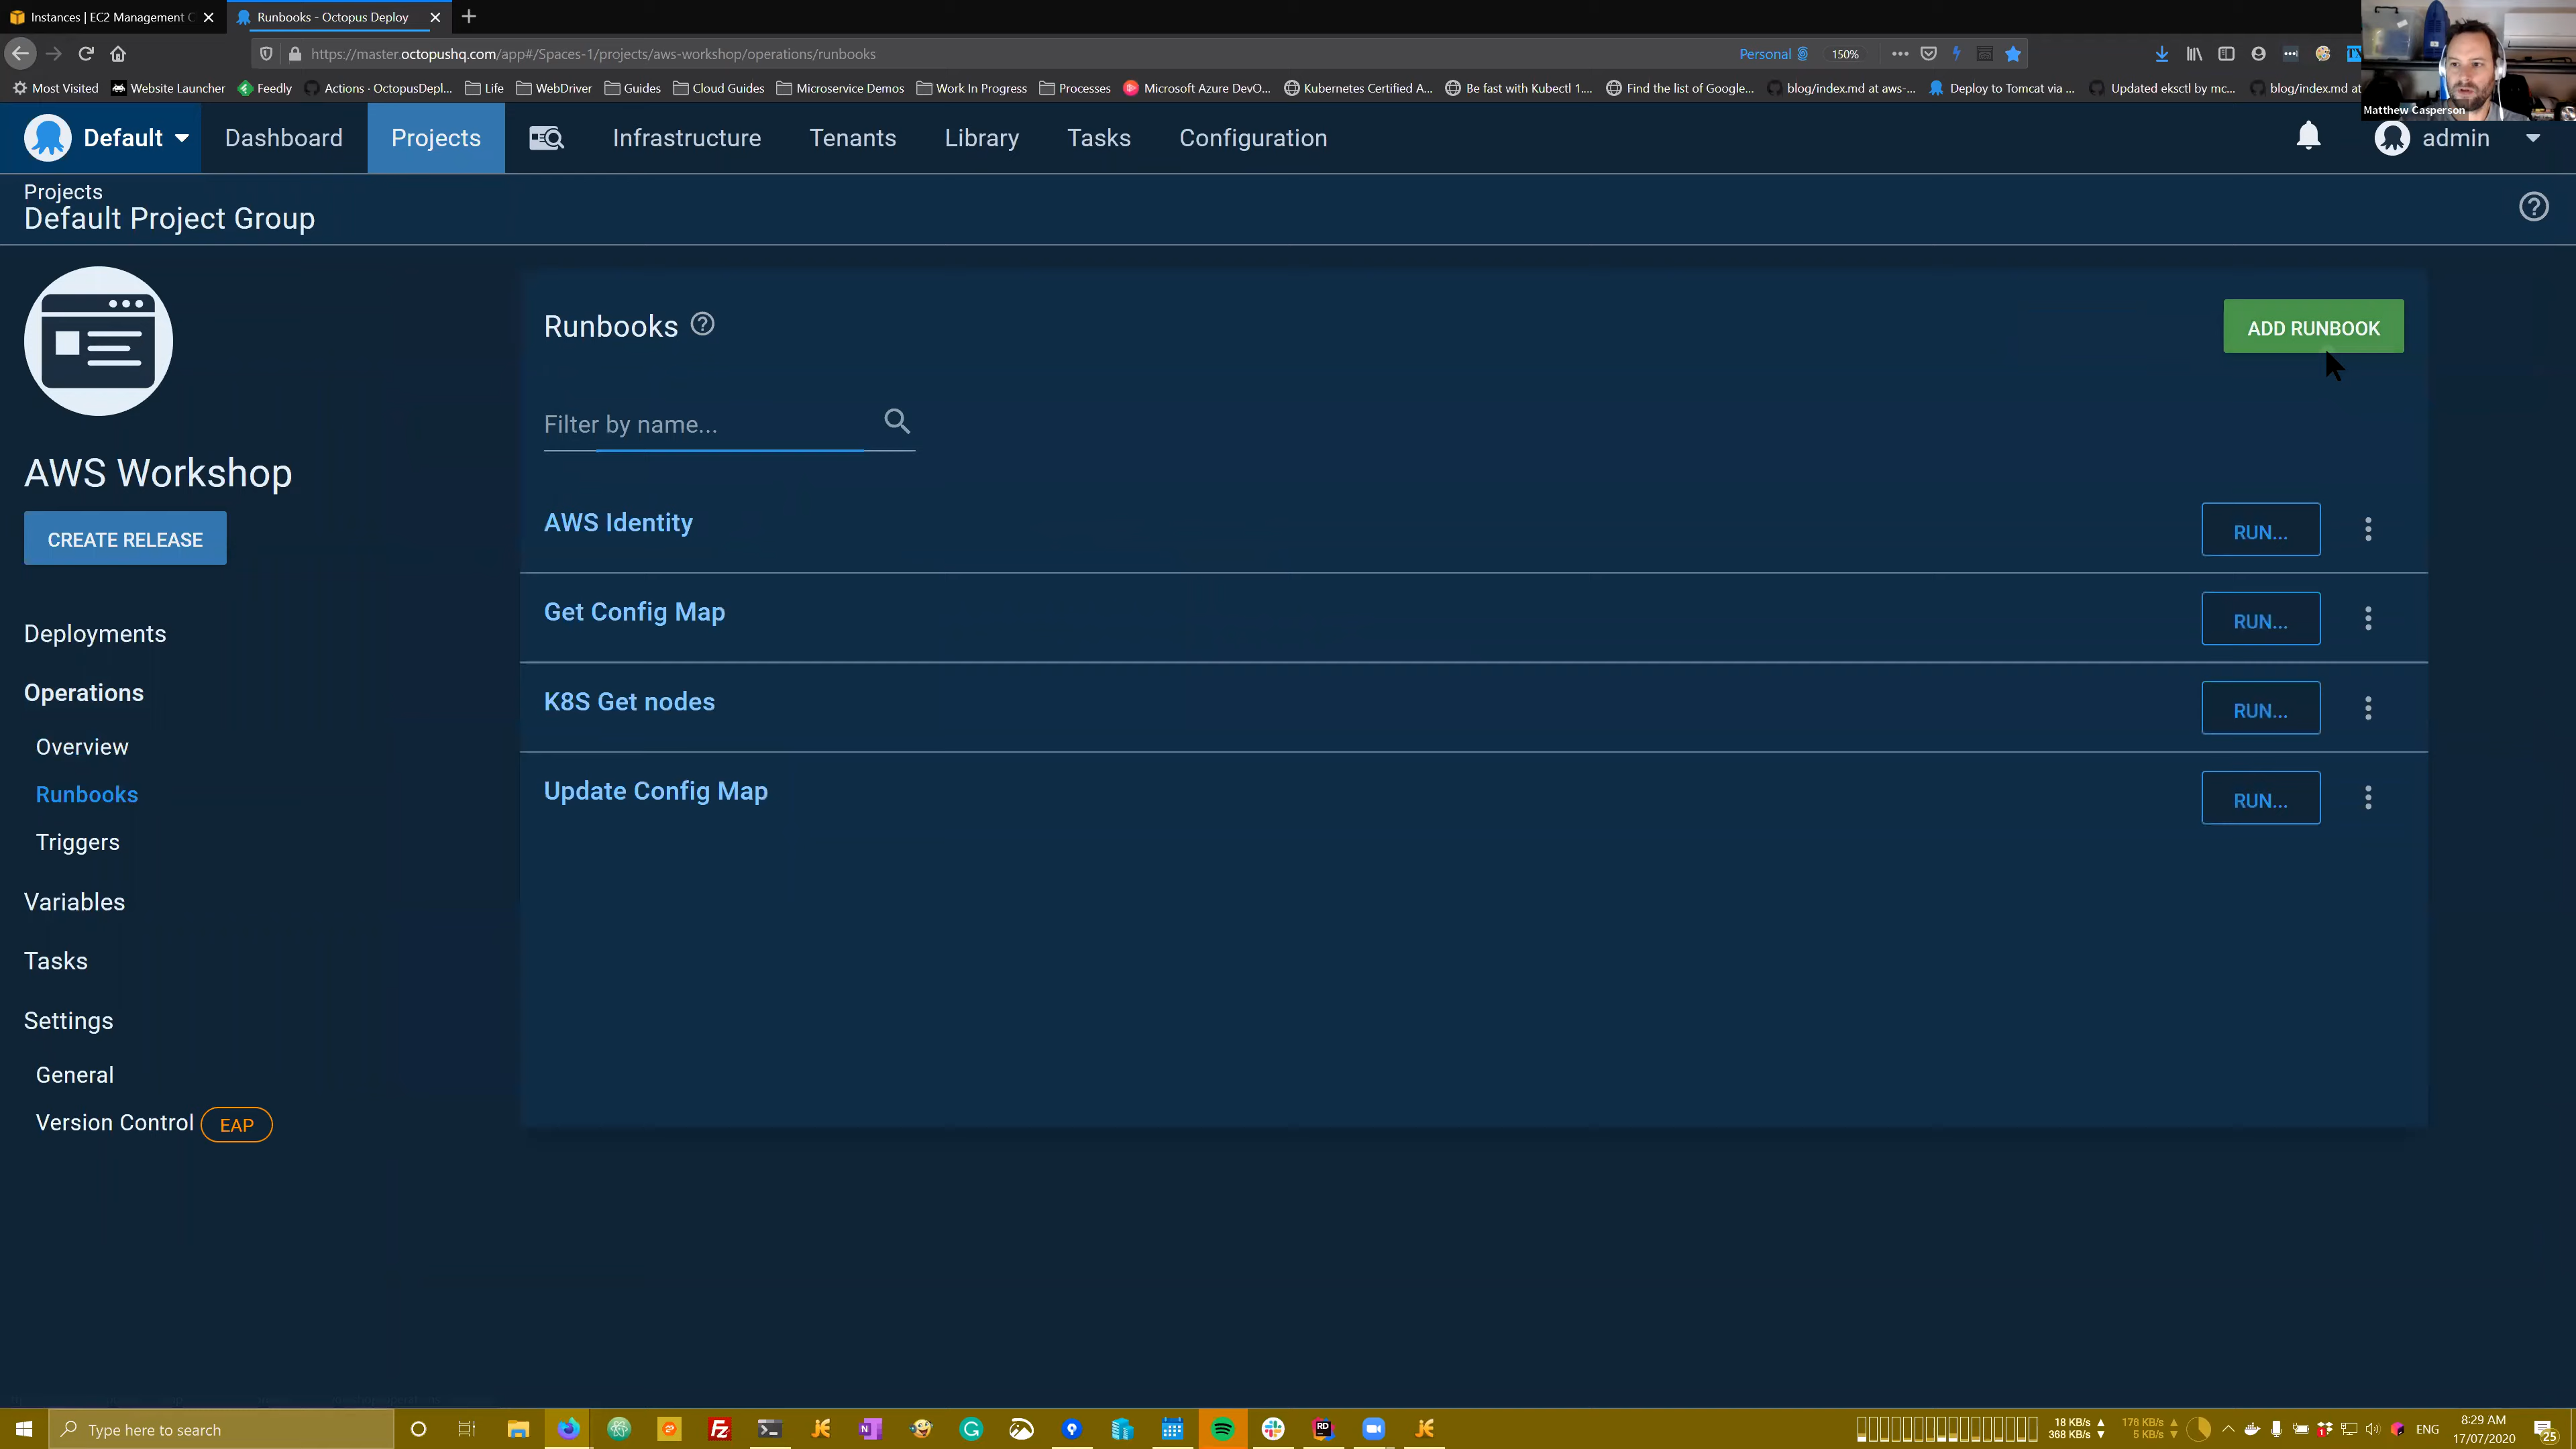 Instances | EC2 Management C
Runbooks - Octopus Deploy
https://master.octopushq.com/app#/Spaces-1/projects/aws-workshop/operations/runbooks
Personal
150%
Most Visited
Website Launcher
Feedly
Actions · OctopusDepl...
Life
WebDriver
Guides
Cloud Guides
Microservice Demos
Work In Progress
Processes
Microsoft Azure DevO...
Kubernetes Certified A...
Be fast with Kubectl 1....
Find the list of Google...
blog/index.md at aws-...
Deploy to Tomcat via ...
Updated eksctl by mc...
blog/index.md at
Matthew Casperson
Default
Dashboard
Projects
Infrastructure
Tenants
Library
Tasks
Configuration
admin
Projects
Default Project Group
AWS Workshop
CREATE RELEASE
Deployments
Operations
Overview
Runbooks
Triggers
Variables
Tasks
Settings
General
Version Control EAP
Runbooks
ADD RUNBOOK
Filter by name...
AWS Identity
RUN...
Get Config Map
RUN...
K8S Get nodes
RUN...
Update Config Map
RUN...
Type here to search
18 KB/s
368 KB/s
176 KB/s
5 KB/s
ENG
8:29 AM
17/07/2020
25